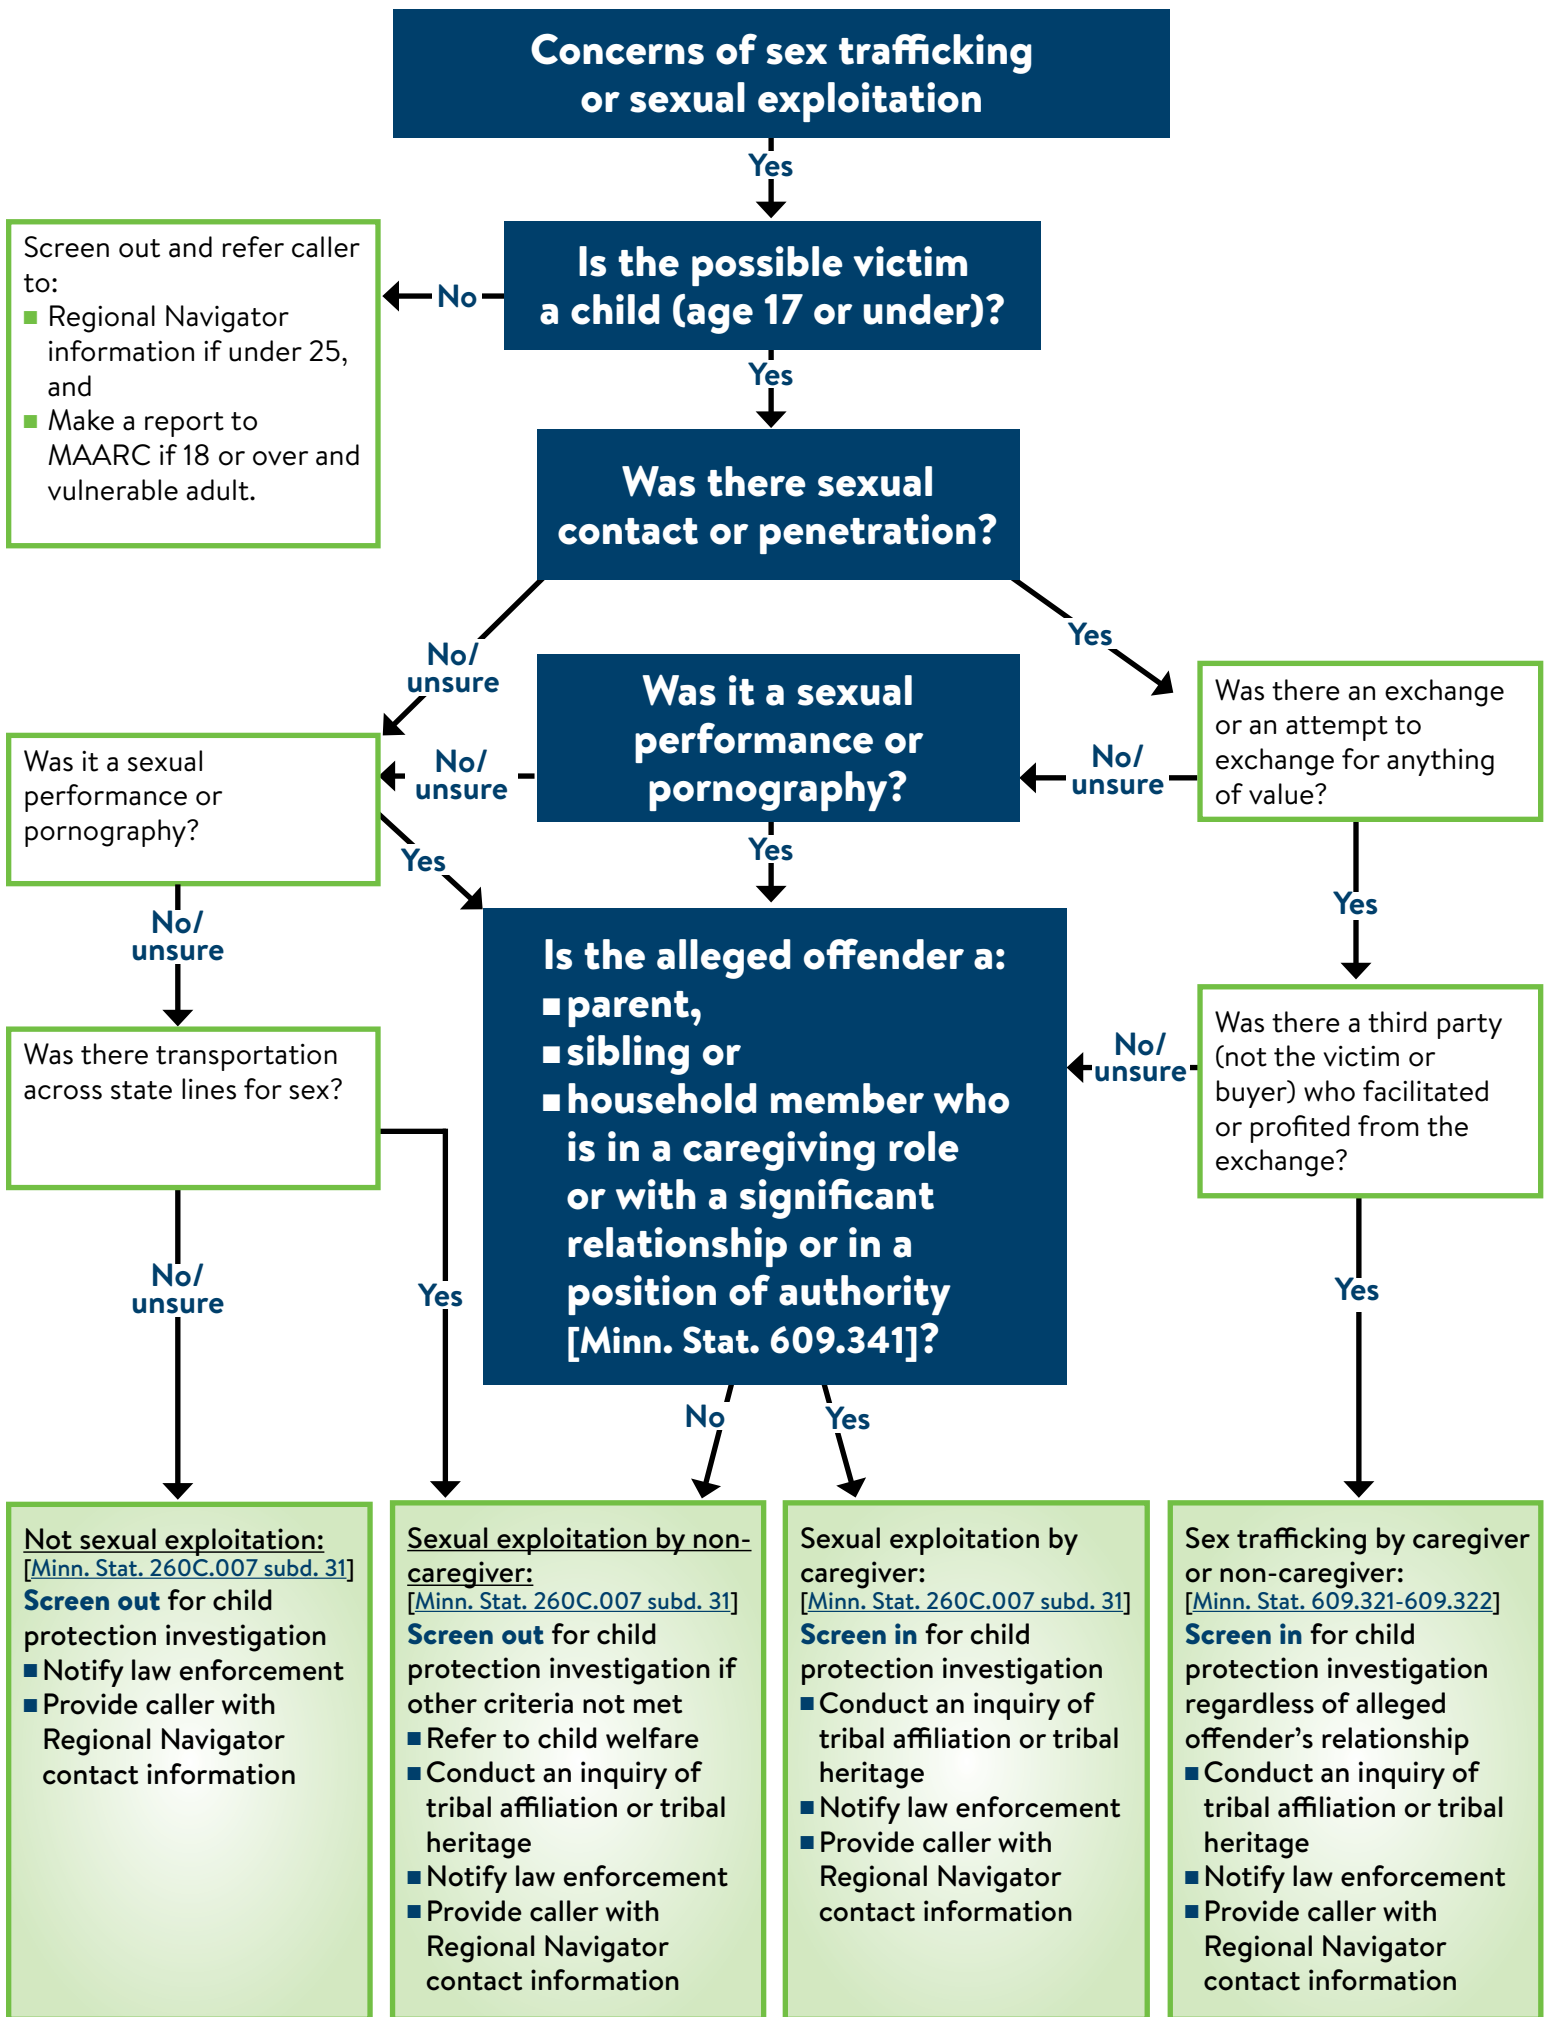 Concerns of sex trafficking
or sexual exploitation
Yes
Is the possible victim
a child (age 17 or under)?
No
Screen out and refer caller
to:
■ Regional Navigator
information if under 25,
and
■ Make a report to
MAARC if 18 or over and
vulnerable adult.
Yes
Was there sexual
contact or penetration?
No/
unsure
Yes
Was there an exchange
or an attempt to
exchange for anything
of value?
No/
unsure
Was it a sexual
performance or
pornography?
No/
unsure
Was it a sexual
performance or
pornography?
Yes
Yes
Yes
No/
unsure
Is the alleged offender a:
■ parent,
■ sibling or
■ household member who
is in a caregiving role
or with a significant
relationship or in a
position of authority
[Minn. Stat. 609.341]?
Was there a third party
(not the victim or
buyer) who facilitated
or profited from the
exchange?
No/
unsure
Was there transportation
across state lines for sex?
No/
unsure
Yes
No
Yes
Yes
Not sexual exploitation:
[Minn. Stat. 260C.007 subd. 31]
Screen out for child
protection investigation
■ Notify law enforcement
■ Provide caller with
Regional Navigator
contact information
Sexual exploitation by non-
caregiver:
[Minn. Stat. 260C.007 subd. 31]
Screen out for child
protection investigation if
other criteria not met
■ Refer to child welfare
■ Conduct an inquiry of
tribal affiliation or tribal
heritage
■ Notify law enforcement
■ Provide caller with
Regional Navigator
contact information
Sexual exploitation by
caregiver:
[Minn. Stat. 260C.007 subd. 31]
Screen in for child
protection investigation
■ Conduct an inquiry of
tribal affiliation or tribal
heritage
■ Notify law enforcement
■ Provide caller with
Regional Navigator
contact information
Sex trafficking by caregiver
or non-caregiver:
[Minn. Stat. 609.321-609.322]
Screen in for child
protection investigation
regardless of alleged
offender’s relationship
■ Conduct an inquiry of
tribal affiliation or tribal
heritage
■ Notify law enforcement
■ Provide caller with
Regional Navigator
contact information